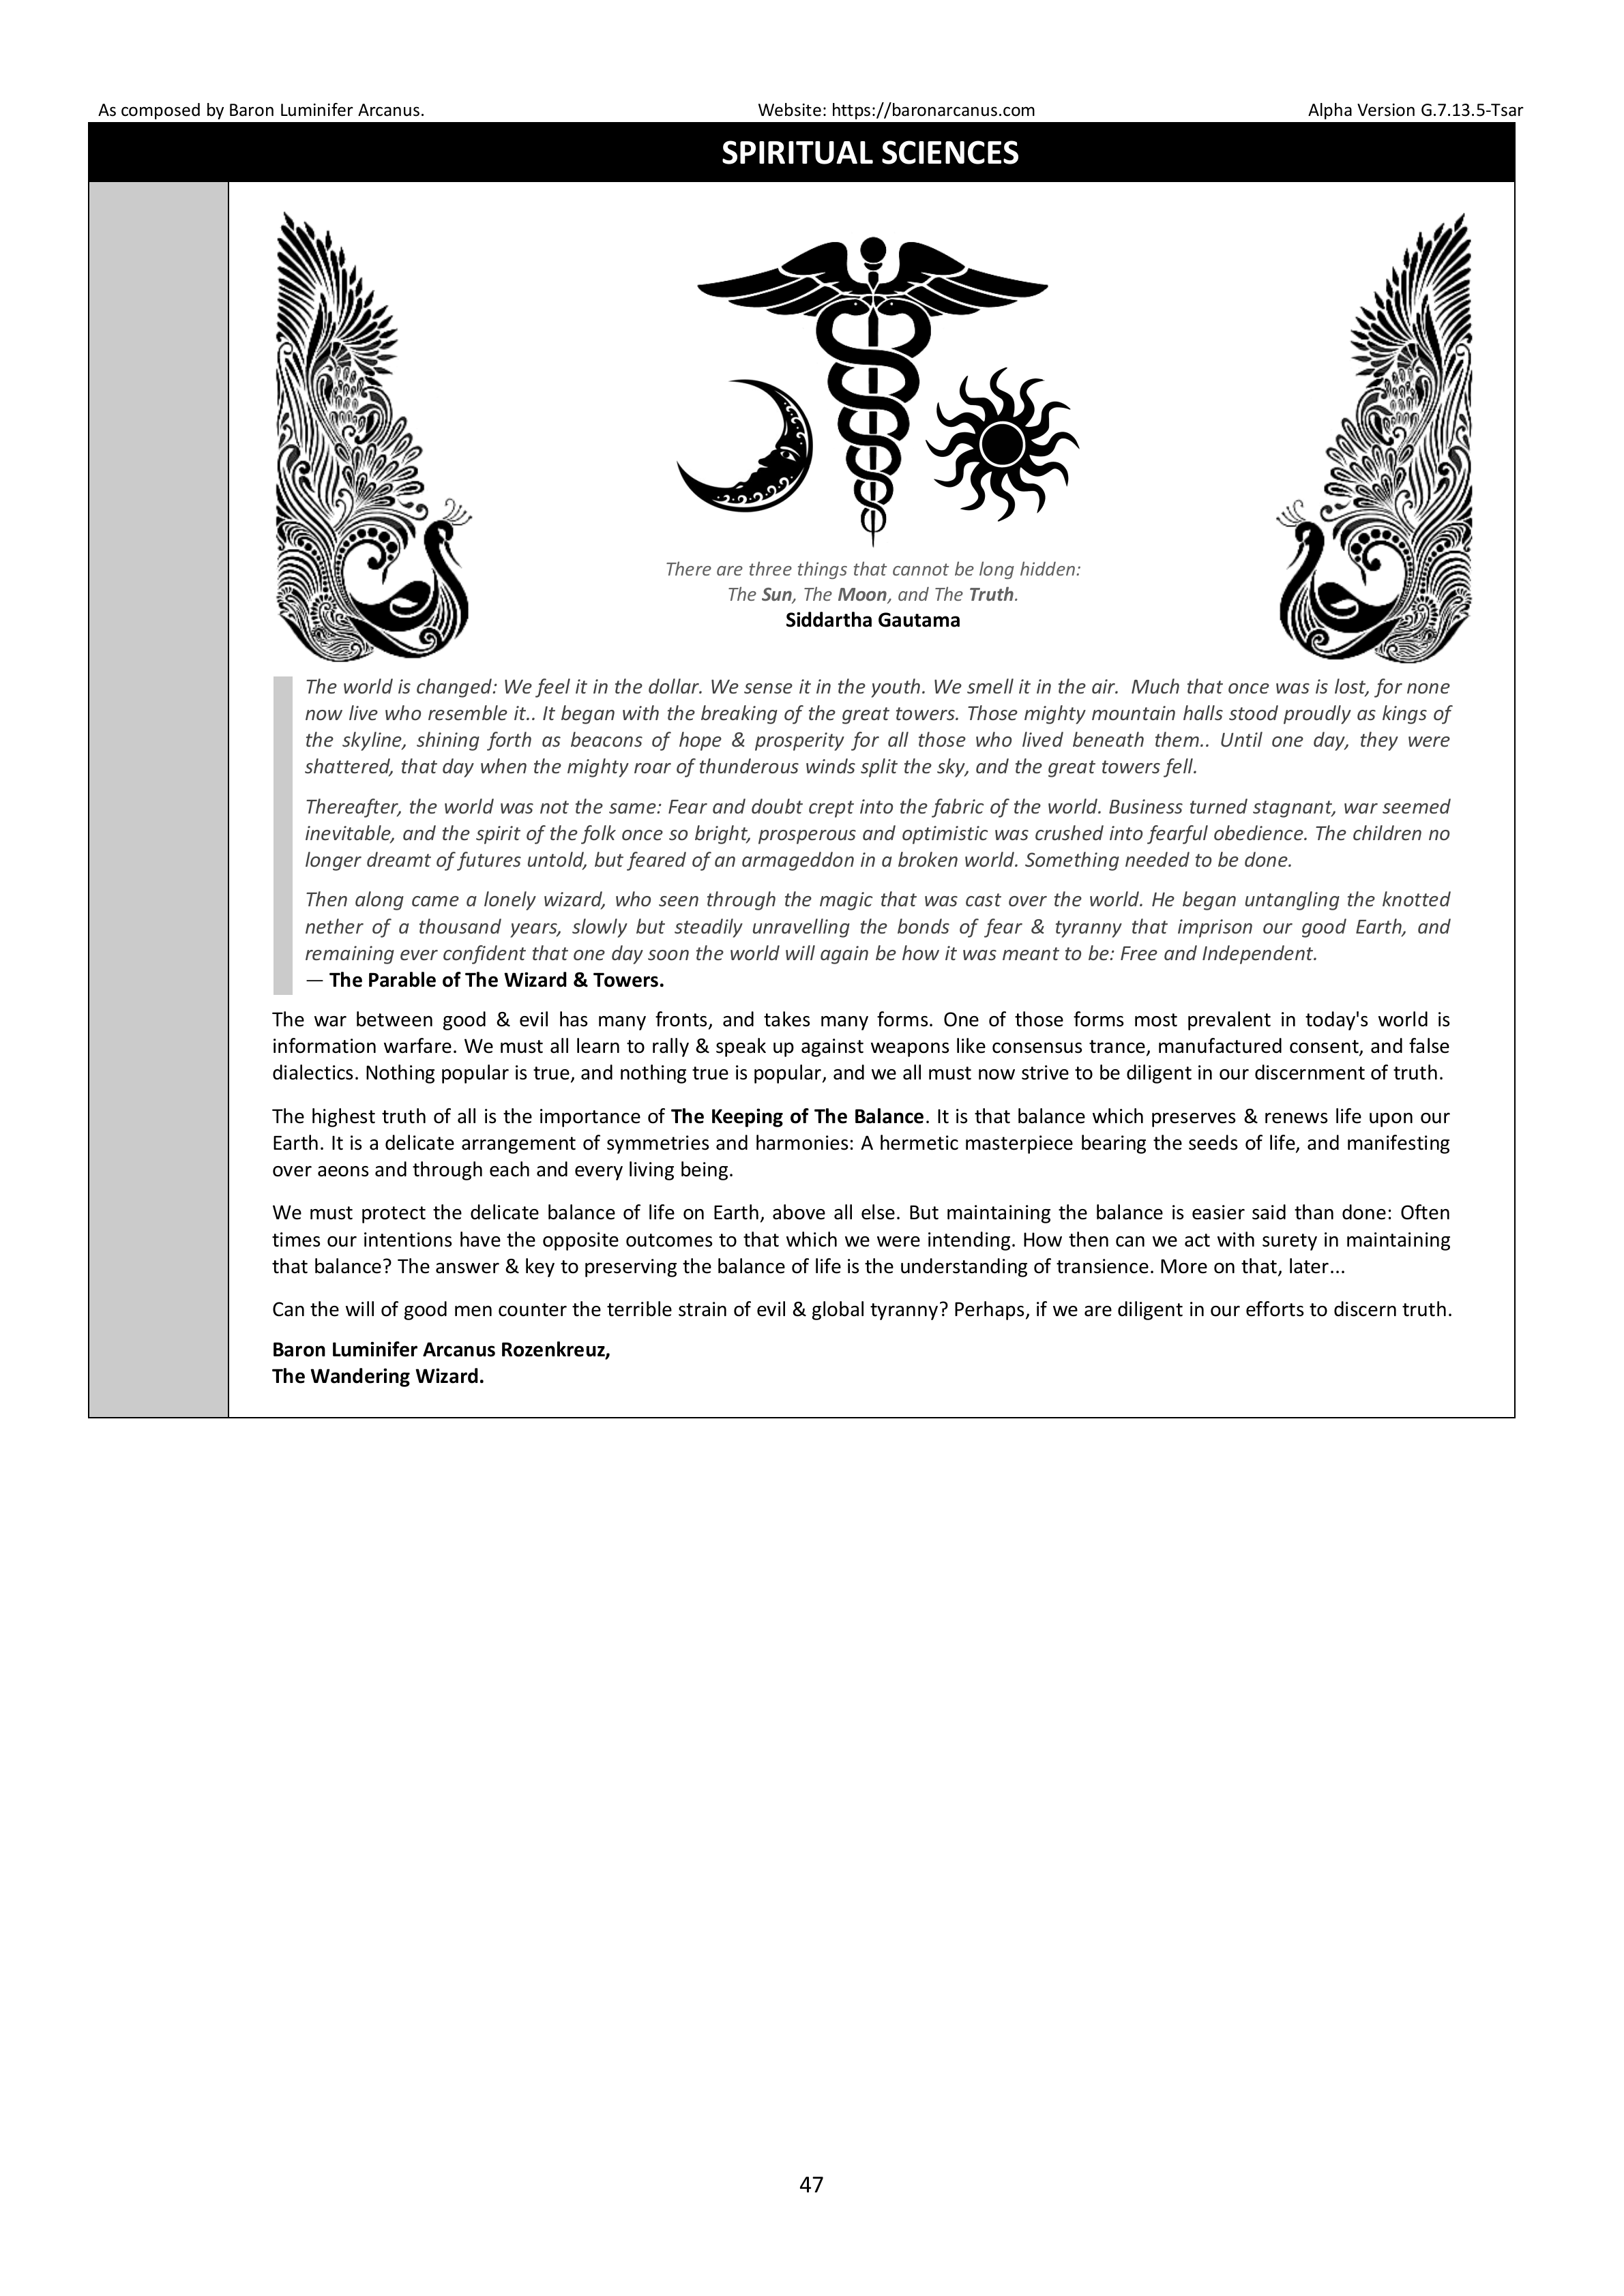 As composed by Baron Luminifer Arcanus. Website: https://baronarcanus.com Alpha Version G.7.13.5-Tsar
SPIRITUAL SCIENCES
There are three things that cannot be long hidden:
The Sun, The Moon, and The Truth.
Siddartha Gautama
The world is changed: We feel it in the dollar. We sense it in the youth. We smell it in the air.  Much that once was is lost, for none
now live who resemble it.. It began with the breaking of the great towers. Those mighty mountain halls stood proudly as kings of
the skyline, shining forth as beacons of hope & prosperity for all those who lived beneath them.. Until one day, they were
shattered, that day when the mighty roar of thunderous winds split the sky, and the great towers fell.
Thereafter, the world was not the same: Fear and doubt crept into the fabric of the world. Business turned stagnant, war seemed
inevitable, and the spirit of the folk once so bright, prosperous and optimistic was crushed into fearful obedience. The children no
longer dreamt of futures untold, but feared of an armageddon in a broken world. Something needed to be done.
Then along came a lonely wizard, who seen through the magic that was cast over the world. He began untangling the knotted
nether of a thousand years, slowly but steadily unravelling the bonds of fear & tyranny that imprison our good Earth, and
remaining ever confident that one day soon the world will again be how it was meant to be: Free and Independent.
— The Parable of The Wizard & Towers.
The war between good & evil has many fronts, and takes many forms. One of those forms most prevalent in today's world is
information warfare. We must all learn to rally & speak up against weapons like consensus trance, manufactured consent, and false
dialectics. Nothing popular is true, and nothing true is popular, and we all must now strive to be diligent in our discernment of truth.
The highest truth of all is the importance of The Keeping of The Balance. It is that balance which preserves & renews life upon our
Earth. It is a delicate arrangement of symmetries and harmonies: A hermetic masterpiece bearing the seeds of life, and manifesting
over aeons and through each and every living being.
We must protect the delicate balance of life on Earth, above all else. But maintaining the balance is easier said than done: Often
times our intentions have the opposite outcomes to that which we were intending. How then can we act with surety in maintaining
that balance? The answer & key to preserving the balance of life is the understanding of transience. More on that, later...
Can the will of good men counter the terrible strain of evil & global tyranny? Perhaps, if we are diligent in our efforts to discern truth.
Baron Luminifer Arcanus Rozenkreuz,
The Wandering Wizard.
47